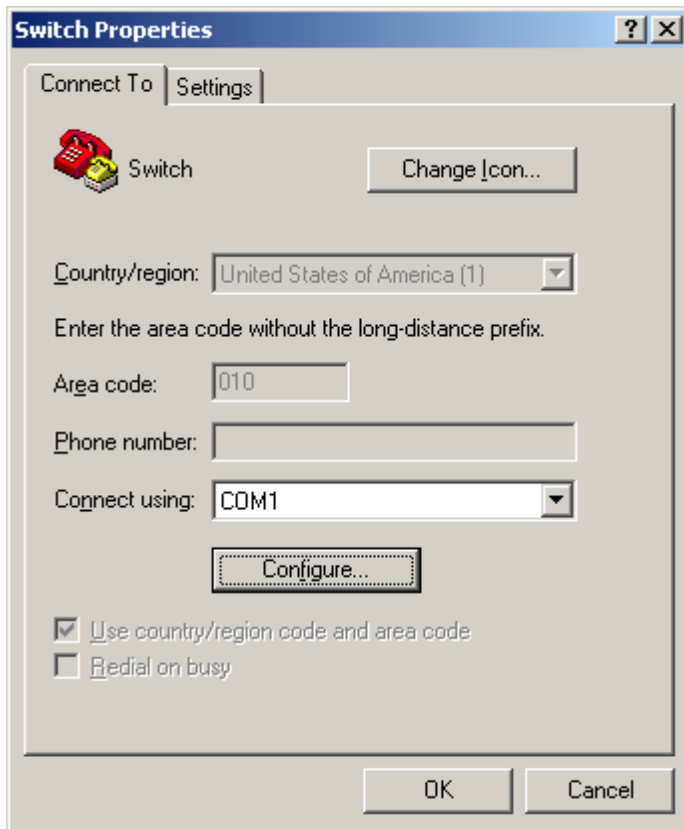 Switch Properties
Connect To Settings
Switch Change Icon...
Country/region: United States of America (1)
Enter the area code without the long-distance prefix.
Area code: 010
Phone number:
Connect using: COM1
Configure...
Use country/region code and area code
Redial on busy
OK Cancel